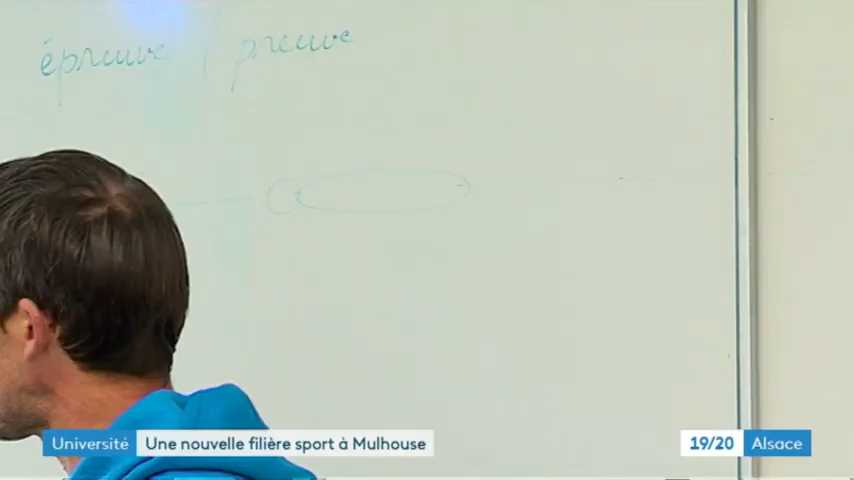 épreuve / preuve
Université Une nouvelle filière sport à Mulhouse 19/20 Alsace